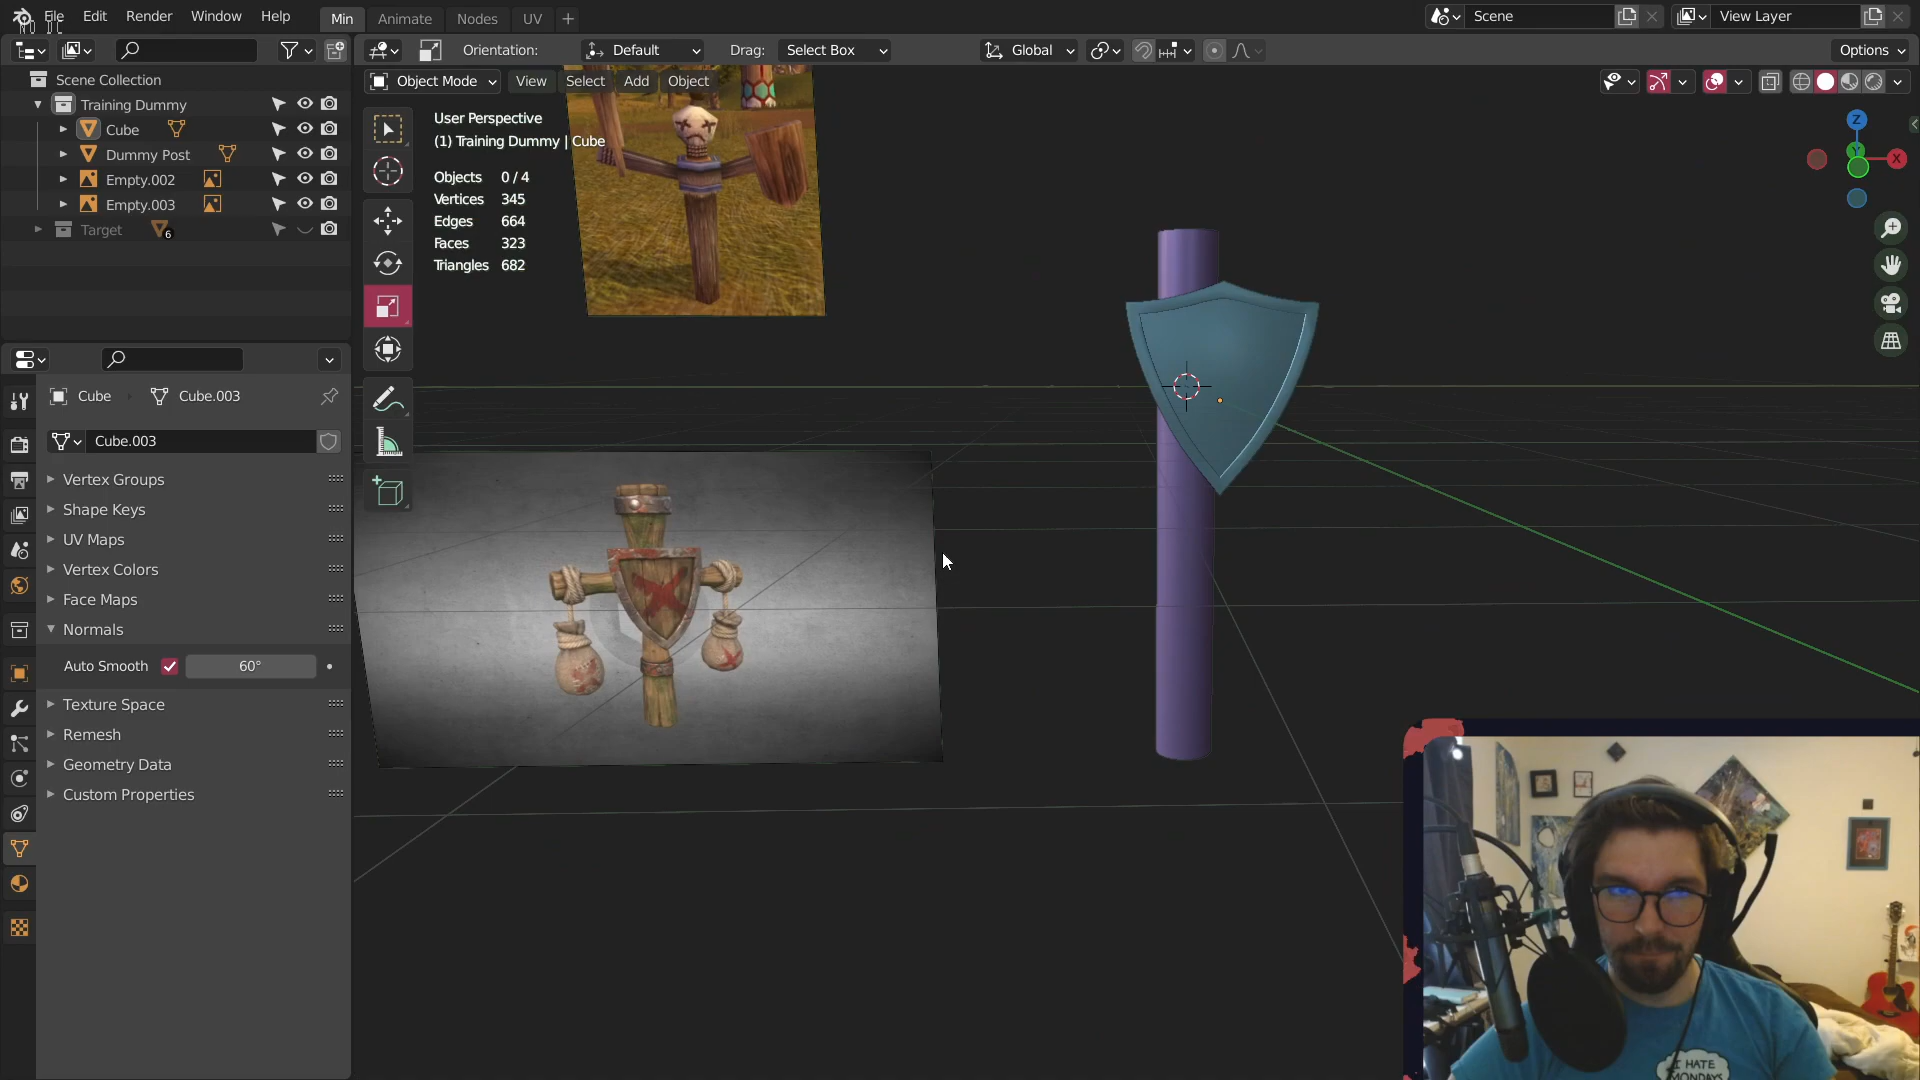 File Edit Render Window Help
Min Animate Nodes UV
Scene
View Layer
Orientation: Default Drag: Select Box Global Options
Scene Collection
Training Dummy
Cube
Dummy Post
Empty.002
Empty.003
Target 6
Object Mode View Select Add Object
User Perspective
(1) Training Dummy | Cube
Objects 0 / 4
Vertices 345
Edges 664
Faces 323
Triangles 682
Z
X
Cube Cube.003
Cube.003
Vertex Groups
Shape Keys
UV Maps
Vertex Colors
Face Maps
Normals
Auto Smooth 60°
Texture Space
Remesh
Geometry Data
Custom Properties
I HATE
MONDAYS